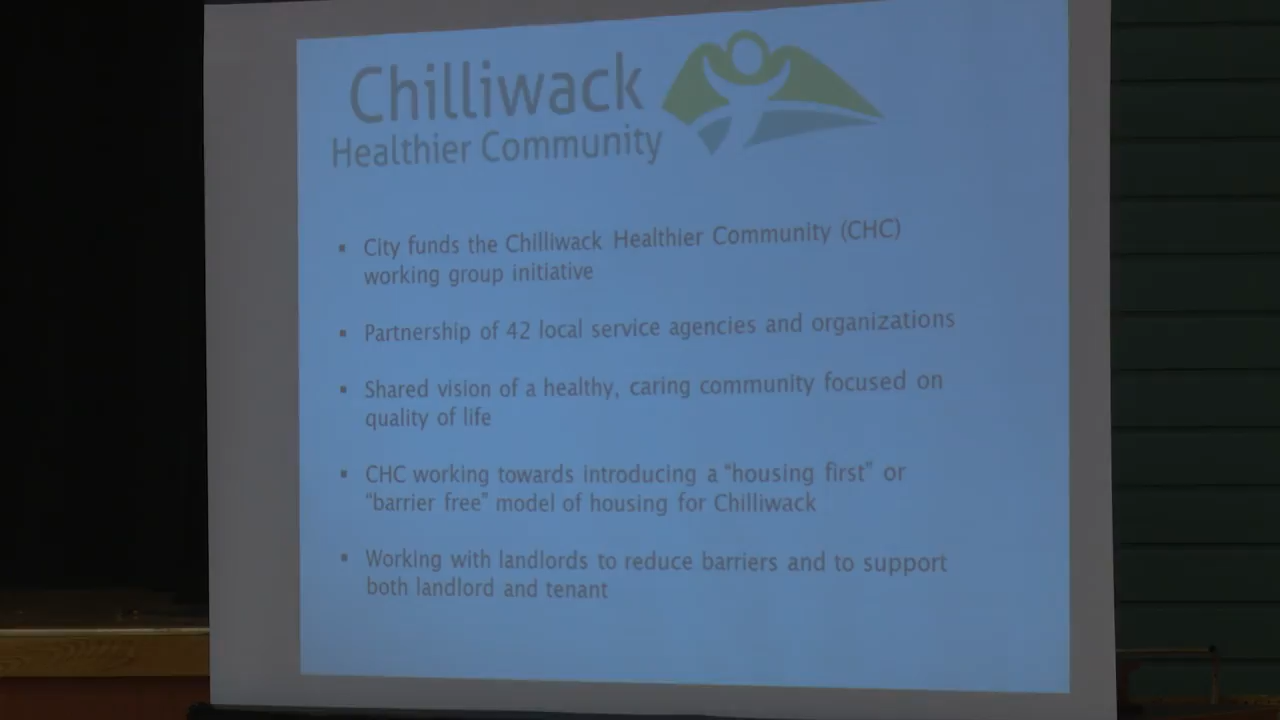 Chilliwack
Healthier Community
▪ City funds the Chilliwack Healthier Community (CHC)
working group initiative
▪ Partnership of 42 local service agencies and organizations
▪ Shared vision of a healthy, caring community focused on
quality of life
▪ CHC working towards introducing a “housing first” or
“barrier free” model of housing for Chilliwack
▪ Working with landlords to reduce barriers and to support
both landlord and tenant